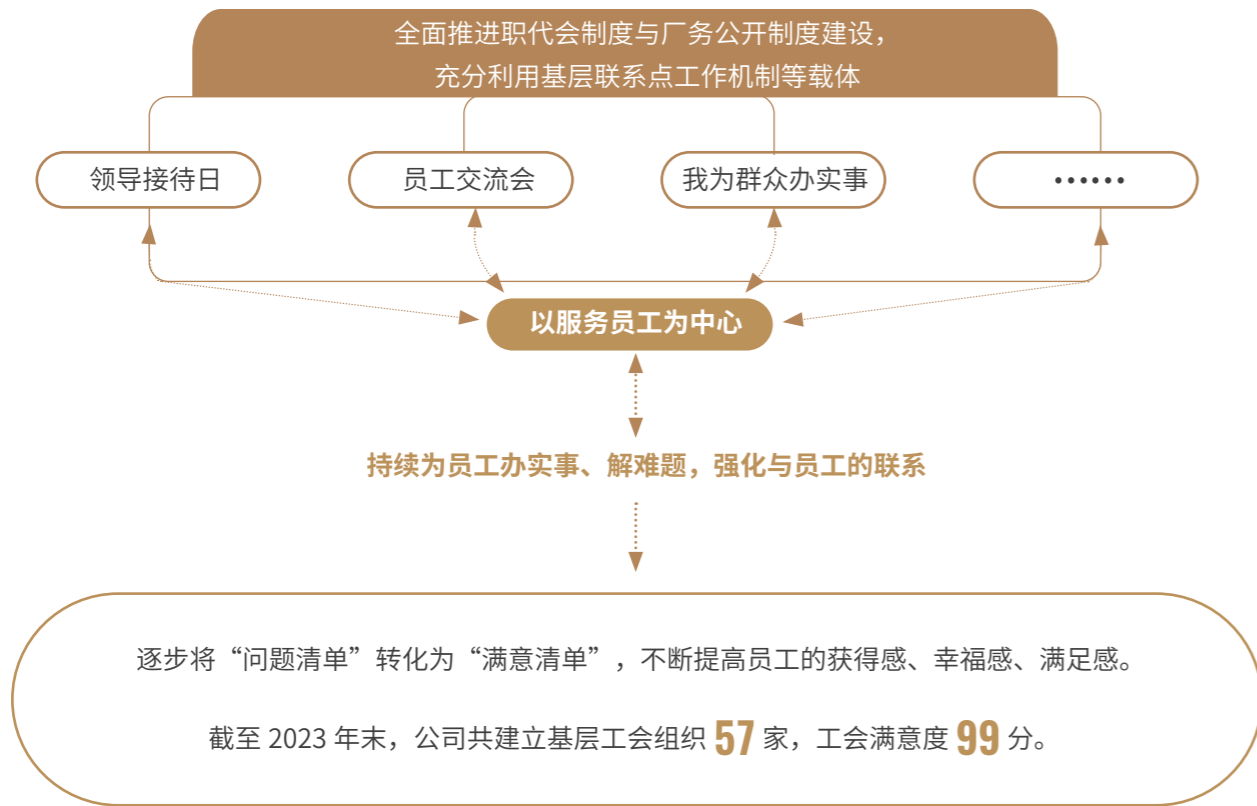 全面推进职代会制度与厂务公开制度建设，
充分利用基层联系点工作机制等载体
领导接待日
员工交流会
我为群众办实事
••••••
以服务员工为中心
持续为员工办实事、解难题，强化与员工的联系
逐步将“问题清单”转化为“满意清单”，不断提高员工的获得感、幸福感、满足感。
截至 2023 年末，公司共建立基层工会组织 57 家，工会满意度 99 分。